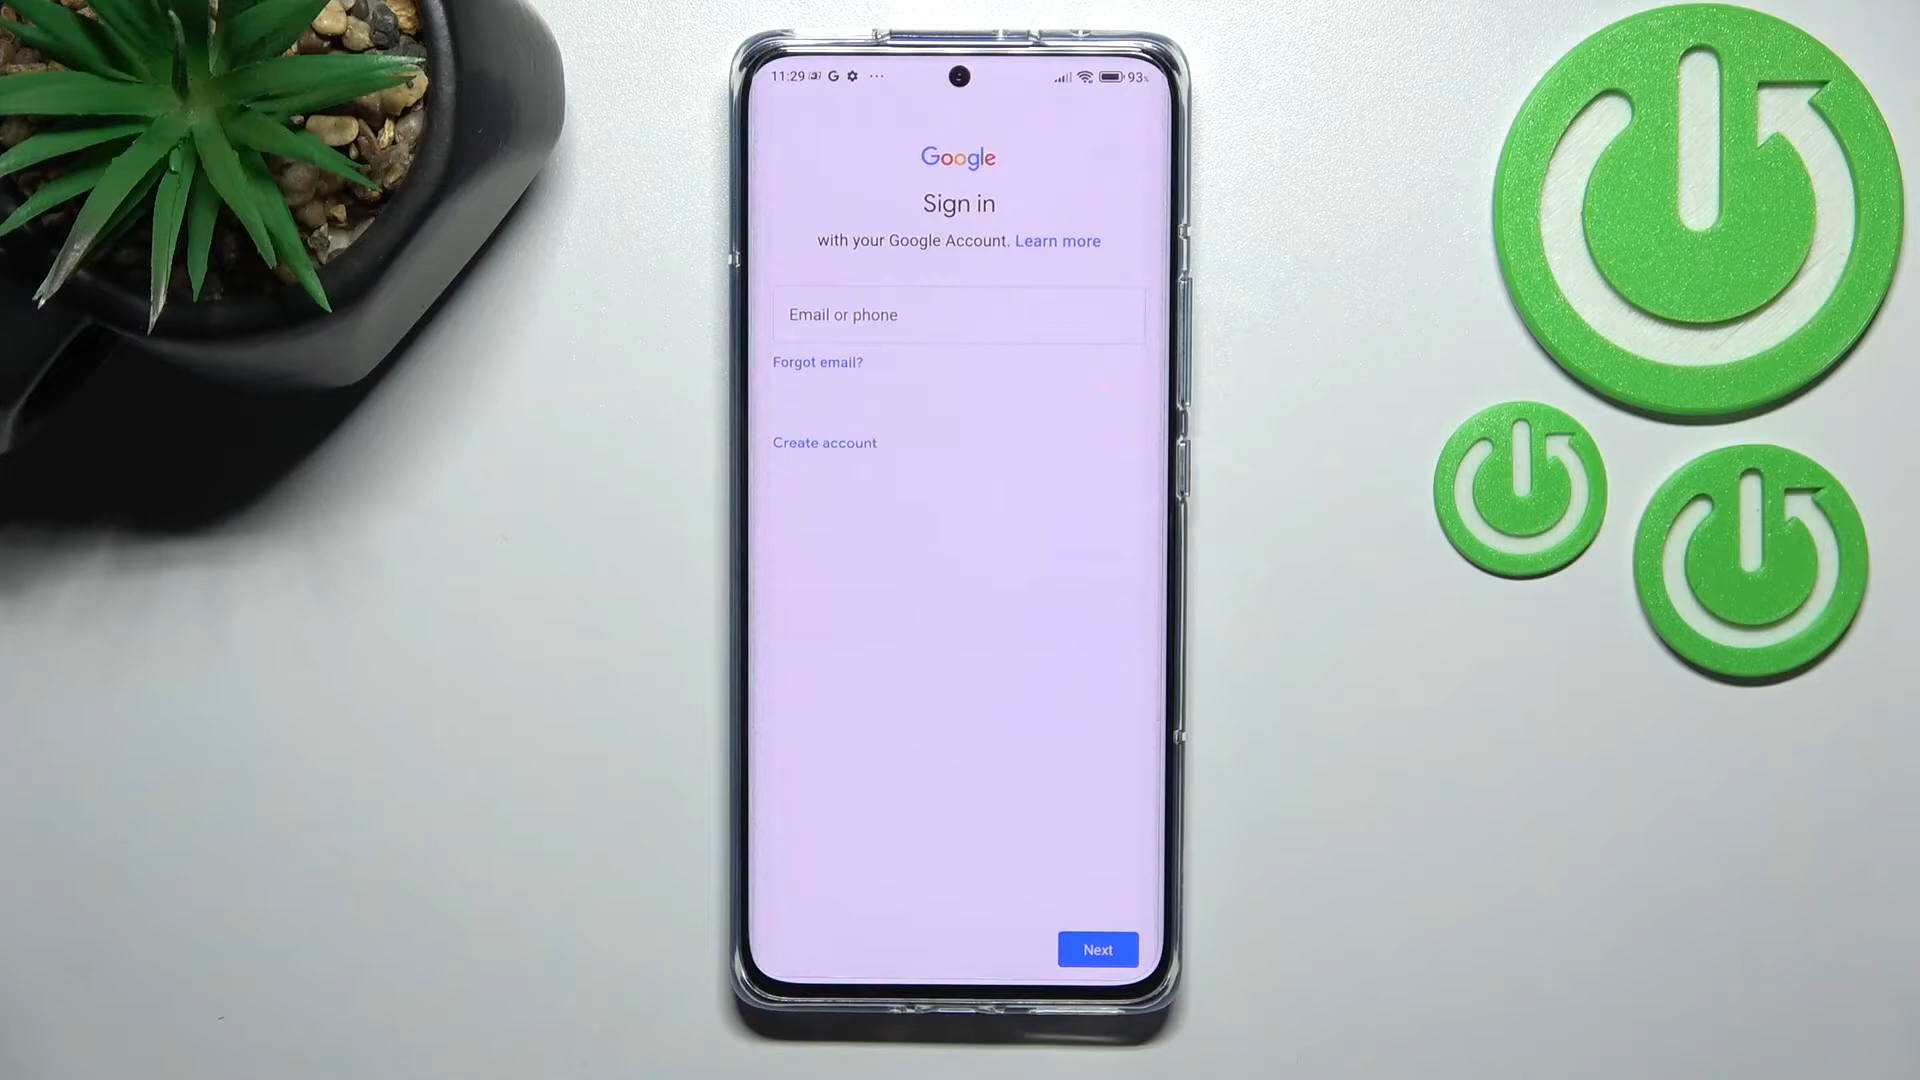 11:29 93%
Google
Sign in
with your Google Account. Learn more
Email or phone
Forgot email?
Create account
Next